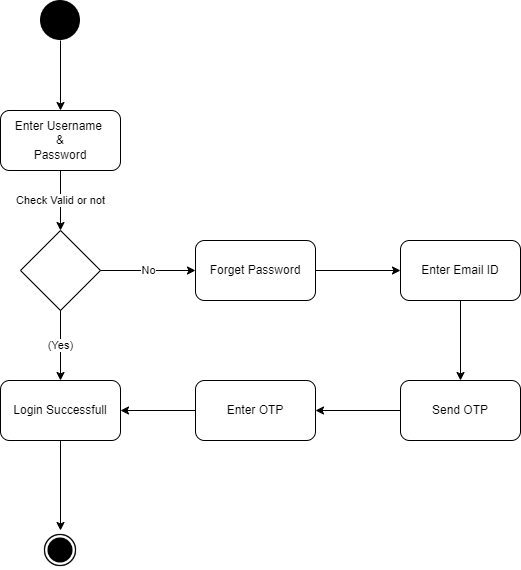 Enter Username
&
Password
Check Valid or not
No
Forget Password
Enter Email ID
(Yes)
Login Successfull
Enter OTP
Send OTP